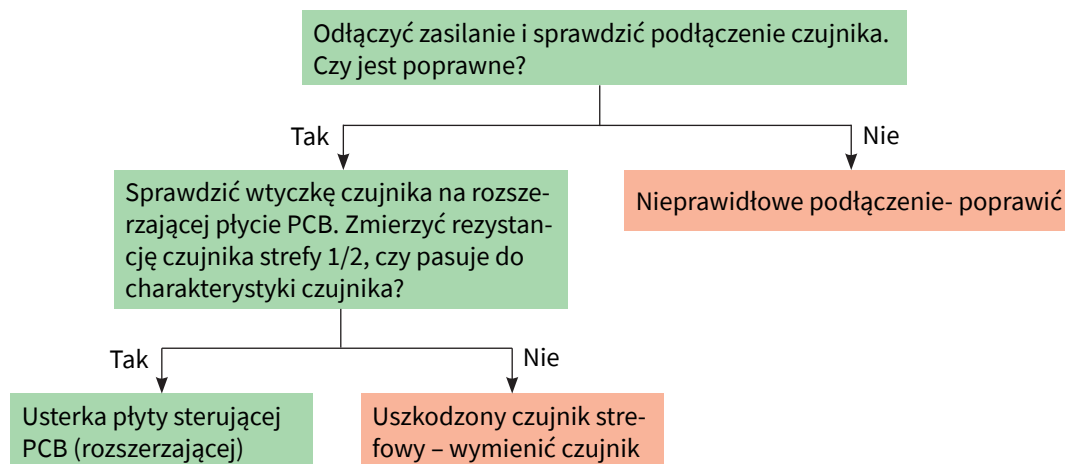 Odłączyć zasilanie i sprawdzić podłączenie czujnika.
Czy jest poprawne?
Tak
Nie
Sprawdzić wtyczkę czujnika na rozsze-
rzającej płycie PCB. Zmierzyć rezystan-
cję czujnika strefy 1/2, czy pasuje do
charakterystyki czujnika?
Nieprawidłowe podłączenie- poprawić
Tak
Nie
Usterka płyty sterującej
PCB (rozszerzającej)
Uszkodzony czujnik stre-
fowy – wymienić czujnik